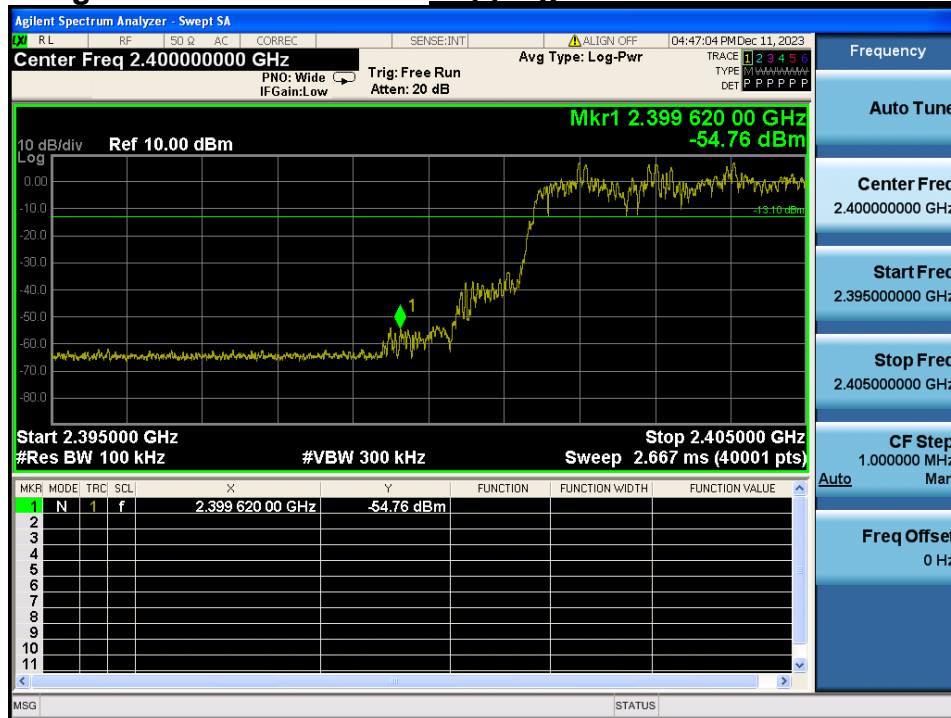 Agilent Spectrum Analyzer - Swept SA
LXI RL RF 50 Ω AC CORREC SENSE:INT ALIGN OFF 04:47:04 PM Dec 11, 2023
Center Freq 2.400000000 GHz
PNO: Wide
IFGain:Low
Trig: Free Run
Atten: 20 dB
Avg Type: Log-Pwr
TRACE 1 2 3 4 5 6
TYPE M
DET P P P P P P
Mkr1 2.399 620 00 GHz
-54.76 dBm
10 dB/div Ref 10.00 dBm
Log
0.00
-10.0
-13.10 dBm
-20.0
-30.0
-40.0
1
-50.0
-60.0
-70.0
-80.0
Start 2.395000 GHz Stop 2.405000 GHz
#Res BW 100 kHz #VBW 300 kHz Sweep 2.667 ms (40001 pts)
MKR MODE TRC SCL X Y FUNCTION FUNCTION WIDTH FUNCTION VALUE
1 N 1 f 2.399 620 00 GHz -54.76 dBm
2
3
4
5
6
7
8
9
10
11
MSG STATUS
Frequency
Auto Tune
Center Freq
2.400000000 GHz
Start Freq
2.395000000 GHz
Stop Freq
2.405000000 GHz
CF Step
1.000000 MHz
Auto Man
Freq Offset
0 Hz